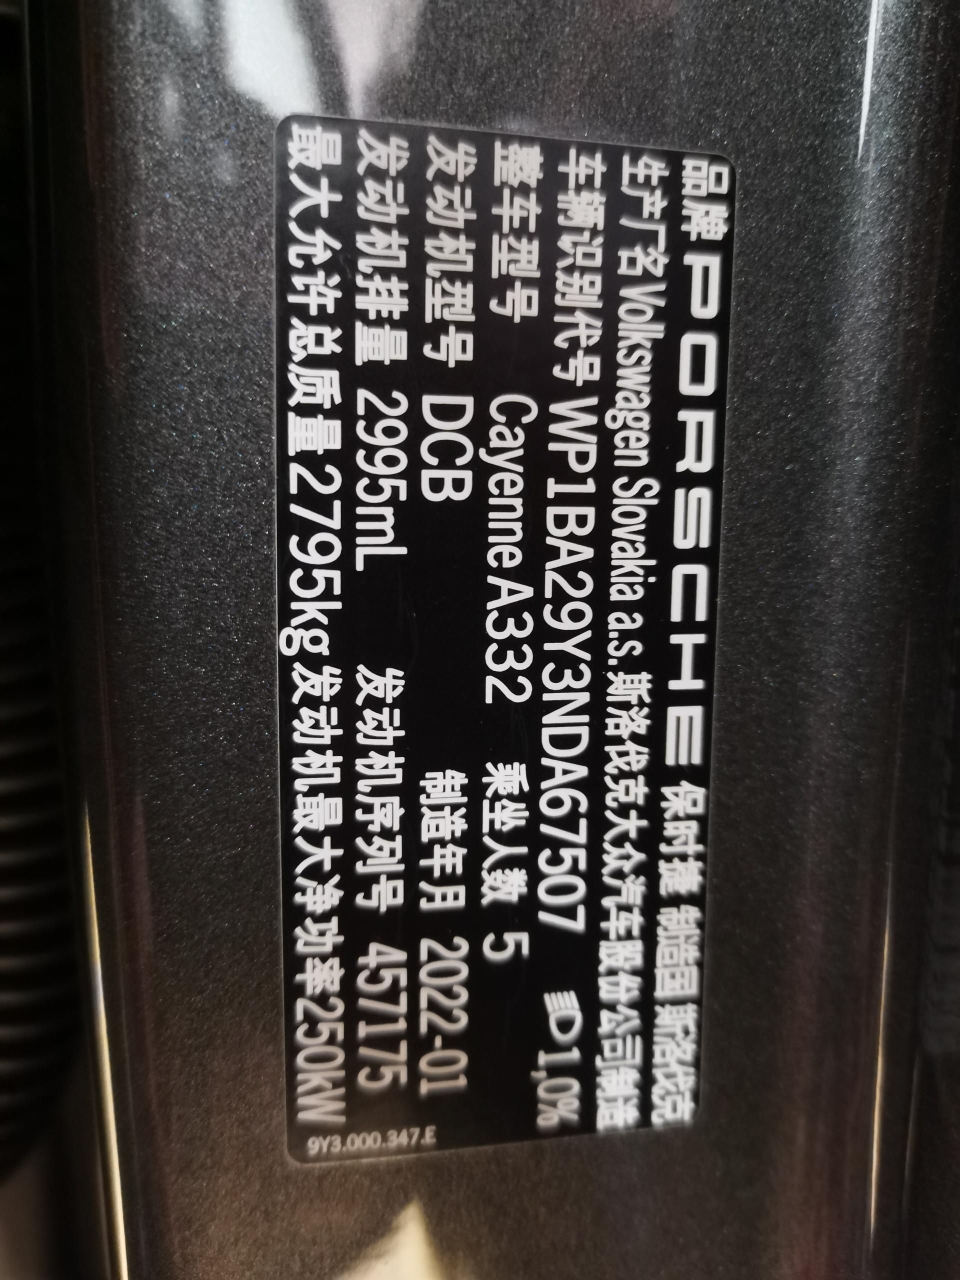 品牌 PORSCHE 保时捷 制造国 斯洛伐克
生产厂名 Volkswagen Slovakia a.s. 斯洛伐克大众汽车股份公司制造
车辆识别代号 WP1BA29Y3NDA67507 1,0%
整车型号 Cayenne A332 乘坐人数 5
发动机型号 DCB 制造年月 2022-01
发动机排量 2995mL 发动机序列号 457175
最大允许总质量 2795kg 发动机最大净功率 250kW
9Y3.000.347.E